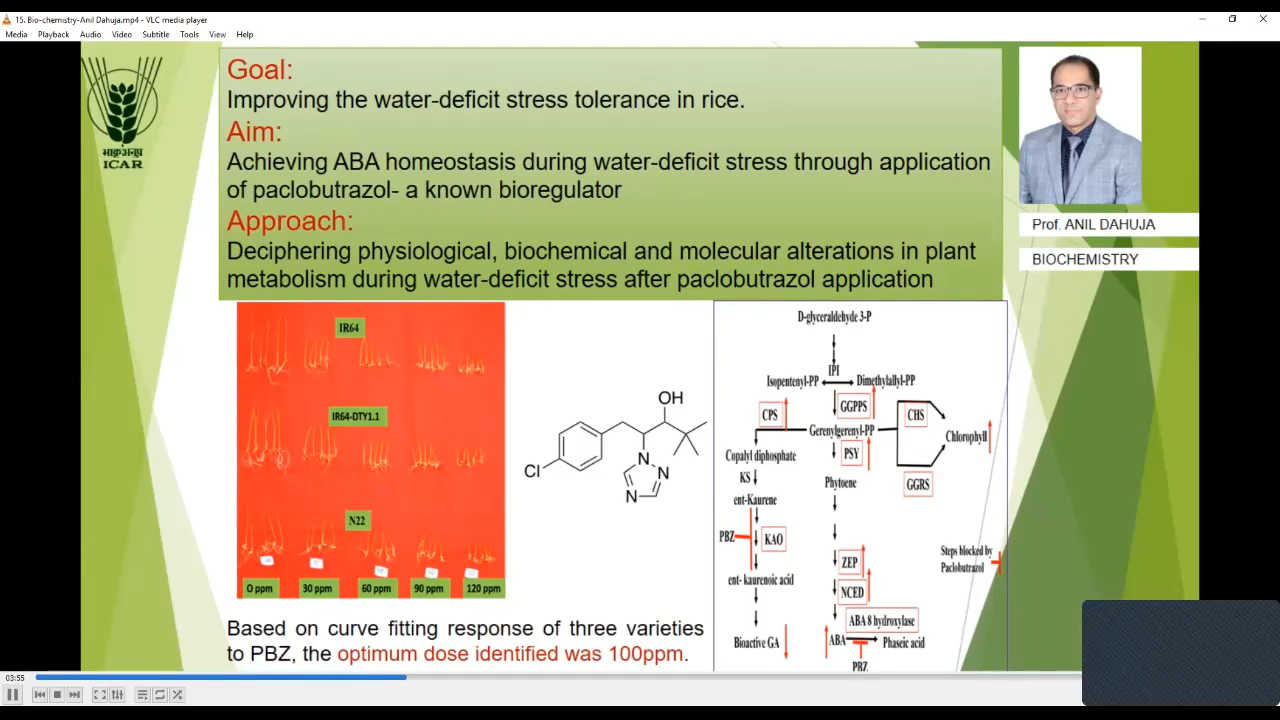 15. Bio-chemistry-Anil Dahuja.mp4 - VLC media player
Media Playback Audio Video Subtitle Tools View Help
भाकृअनुप
ICAR
Goal:
Improving the water-deficit stress tolerance in rice.
Aim:
Achieving ABA homeostasis during water-deficit stress through application
of paclobutrazol- a known bioregulator
Approach:
Deciphering physiological, biochemical and molecular alterations in plant
metabolism during water-deficit stress after paclobutrazol application
Prof. ANIL DAHUJA
BIOCHEMISTRY
IR64
IR64-DTY1.1
N22
0 ppm 30 ppm 60 ppm 90 ppm 120 ppm
OH
Cl
N
N
N
Based on curve fitting response of three varieties
to PBZ, the optimum dose identified was 100ppm.
D-glyceraldehyde 3-P
IPI
Isopentenyl-PP Dimethylallyl-PP
CPS GGPPS CHS
Gerenylgerenyl-PP Chlorophyll
PSY
Copalyl diphosphate
KS Phytoene GGRS
ent-Kaurene
PBZ KAO
Steps blocked by
Paclobutrazol
ZEP
ent- kaurenoic acid
NCED
ABA 8 hydroxylase
Bioactive GA ABA Phaseic acid
PBZ
03:55